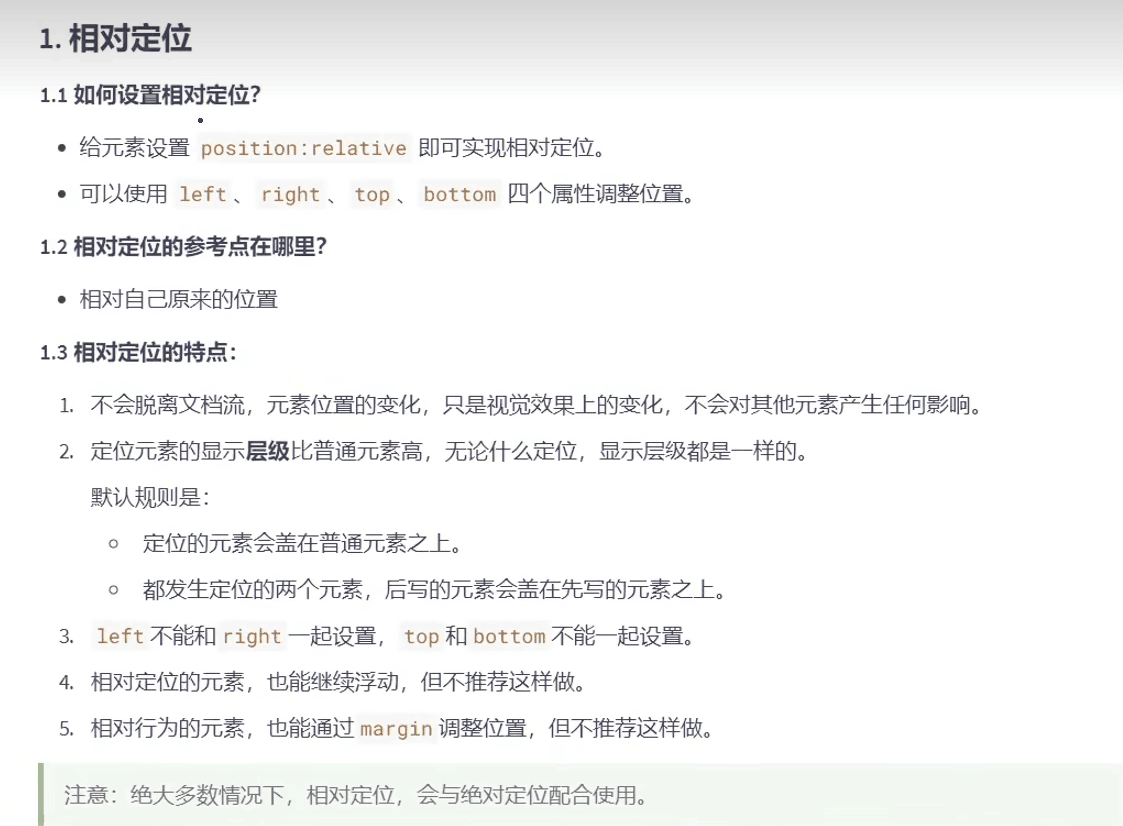 1. 相对定位
1.1 如何设置相对定位？
• 给元素设置 position:relative 即可实现相对定位。
• 可以使用 left 、 right 、 top 、 bottom 四个属性调整位置。
1.2 相对定位的参考点在哪里？
• 相对自己原来的位置
1.3 相对定位的特点：
1. 不会脱离文档流，元素位置的变化，只是视觉效果上的变化，不会对其他元素产生任何影响。
2. 定位元素的显示层级比普通元素高，无论什么定位，显示层级都是一样的。
默认规则是：
○ 定位的元素会盖在普通元素之上。
○ 都发生定位的两个元素，后写的元素会盖在先写的元素之上。
3. left 不能和 right 一起设置， top 和 bottom 不能一起设置。
4. 相对定位的元素，也能继续浮动，但不推荐这样做。
5. 相对行为的元素，也能通过 margin 调整位置，但不推荐这样做。
注意：绝大多数情况下，相对定位，会与绝对定位配合使用。